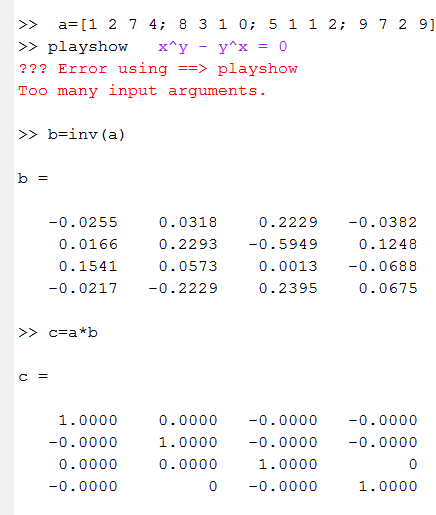 >>  a=[1 2 7 4; 8 3 1 0; 5 1 1 2; 9 7 2 9]
>> playshow   x^y - y^x = 0
??? Error using ==> playshow
Too many input arguments.
>> b=inv(a)
b =
-0.0255    0.0318    0.2229   -0.0382
0.0166    0.2293   -0.5949    0.1248
0.1541    0.0573    0.0013   -0.0688
-0.0217   -0.2229    0.2395    0.0675
>> c=a*b
c =
1.0000    0.0000   -0.0000   -0.0000
-0.0000    1.0000   -0.0000   -0.0000
0.0000    0.0000    1.0000         0
-0.0000         0   -0.0000    1.0000